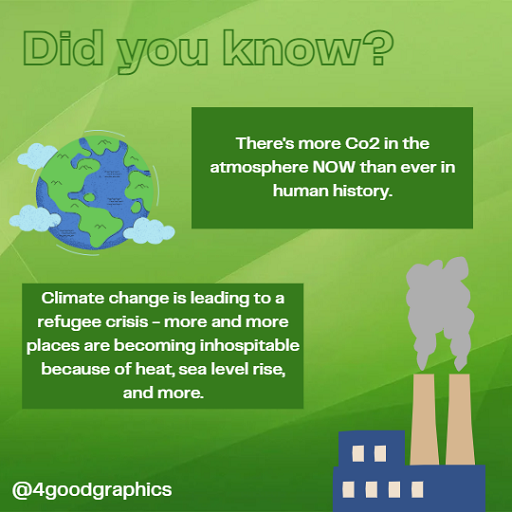 Did you know?
There's more Co2 in the
atmosphere NOW than ever in
human history.
Climate change is leading to a
refugee crisis - more and more
places are becoming inhospitable
because of heat, sea level rise,
and more.
@4goodgraphics